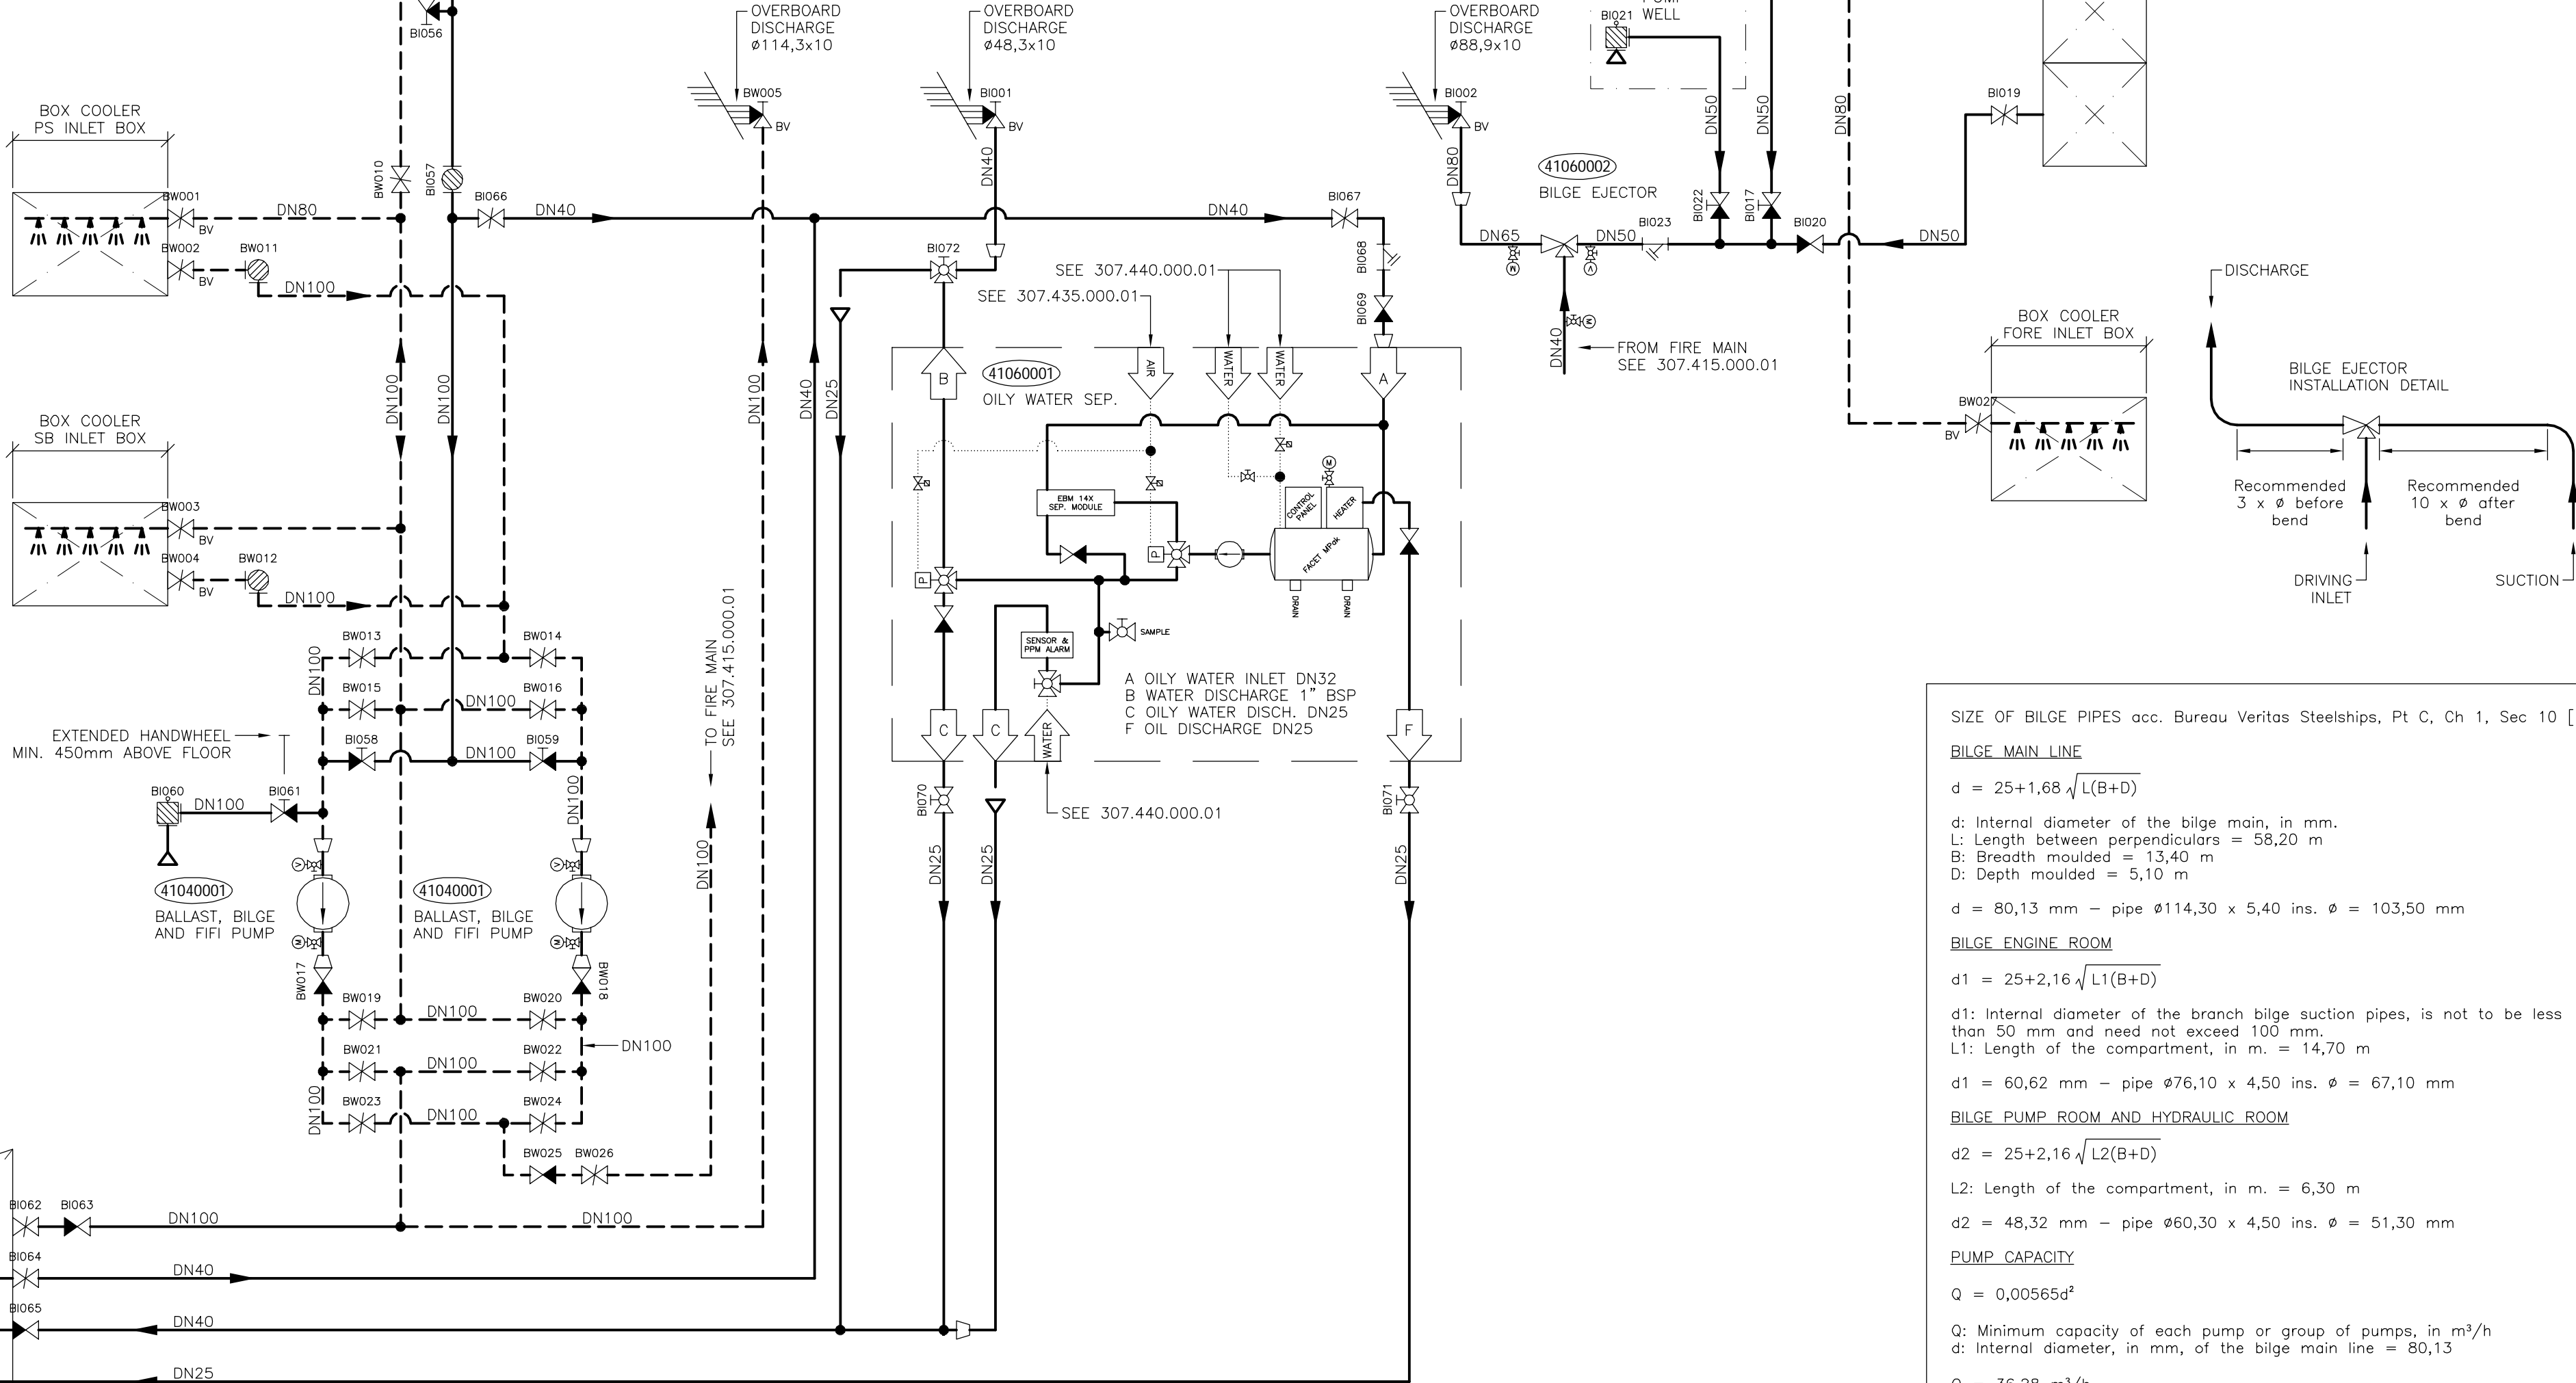 BI056
OVERBOARD
DISCHARGE
ø114,3x10
OVERBOARD
DISCHARGE
ø48,3x10
OVERBOARD
DISCHARGE
ø88,9x10
BI021
WELL
BW005
BV
BI001
BV
BI002
BV
BI019
BOX COOLER
PS INLET BOX
BW010
BI057
BW001
BV
DN80
BW002
BV
BW011
DN100
BI066
DN40
DN40
DN40
BI067
BI072
BI068
BI069
DN80
41060002
BILGE EJECTOR
DN50
DN50
DN80
BI022
BI017
BI020
BI023
DN65
DN50
DN50
M
V
DN40
M
FROM FIRE MAIN
SEE 307.415.000.01
SEE 307.440.000.01
SEE 307.435.000.01
DISCHARGE
BILGE EJECTOR
INSTALLATION DETAIL
Recommended
3 x ø before
bend
Recommended
10 x ø after
bend
DRIVING
INLET
SUCTION
BOX COOLER
FORE INLET BOX
BW027
BV
BOX COOLER
SB INLET BOX
BW003
BV
BW004
BV
BW012
DN100
DN100
DN100
DN100
DN40
DN25
B
41060001
OILY WATER SEP.
AIR
WATER
WATER
A
EBM 14X
SEP. MODULE
CONTROL
PANEL
HEATER
M
FACET MPak
P
P
DRAIN
DRAIN
SENSOR &
PPM ALARM
SAMPLE
A OILY WATER INLET DN32
B WATER DISCHARGE 1" BSP
C OILY WATER DISCH. DN25
F OIL DISCHARGE DN25
C
C
WATER
F
SEE 307.440.000.01
BI070
BI071
DN25
DN25
DN25
BW013
BW014
DN100
BW015
BW016
DN100
EXTENDED HANDWHEEL
MIN. 450mm ABOVE FLOOR
BI058
BI059
DN100
BI060
DN100
BI061
DN100
V
V
41040001
BALLAST, BILGE
AND FIFI PUMP
41040001
BALLAST, BILGE
AND FIFI PUMP
M
M
BW017
BW018
BW019
BW020
DN100
DN100
BW021
BW022
DN100
DN100
BW023
BW024
DN100
BW025
BW026
DN100
TO FIRE MAIN
SEE 307.415.000.01
BI062
BI063
DN100
DN100
BI064
DN40
BI065
DN40
DN25
SIZE OF BILGE PIPES acc. Bureau Veritas Steelships, Pt C, Ch 1, Sec 10 [
BILGE MAIN LINE
d = 25+1,68√L(B+D)
d: Internal diameter of the bilge main, in mm.
L: Length between perpendiculars = 58,20 m
B: Breadth moulded = 13,40 m
D: Depth moulded = 5,10 m
d = 80,13 mm – pipe ø114,30 x 5,40 ins. ø = 103,50 mm
BILGE ENGINE ROOM
d1 = 25+2,16√L1(B+D)
d1: Internal diameter of the branch bilge suction pipes, is not to be less
than 50 mm and need not exceed 100 mm.
L1: Length of the compartment, in m. = 14,70 m
d1 = 60,62 mm – pipe ø76,10 x 4,50 ins. ø = 67,10 mm
BILGE PUMP ROOM AND HYDRAULIC ROOM
d2 = 25+2,16√L2(B+D)
L2: Length of the compartment, in m. = 6,30 m
d2 = 48,32 mm – pipe ø60,30 x 4,50 ins. ø = 51,30 mm
PUMP CAPACITY
Q = 0,00565d²
Q: Minimum capacity of each pump or group of pumps, in m³/h
d: Internal diameter, in mm, of the bilge main line = 80,13